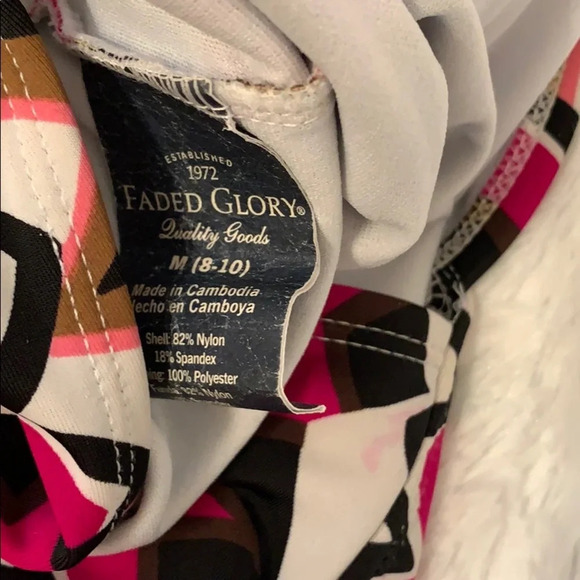 ESTABLISHED
1972
FADED GLORY®
Quality Goods
M (8-10)
Made in Cambodia
Hecho en Camboya
Shell: 82% Nylon
18% Spandex
100% Polyester
Nylon